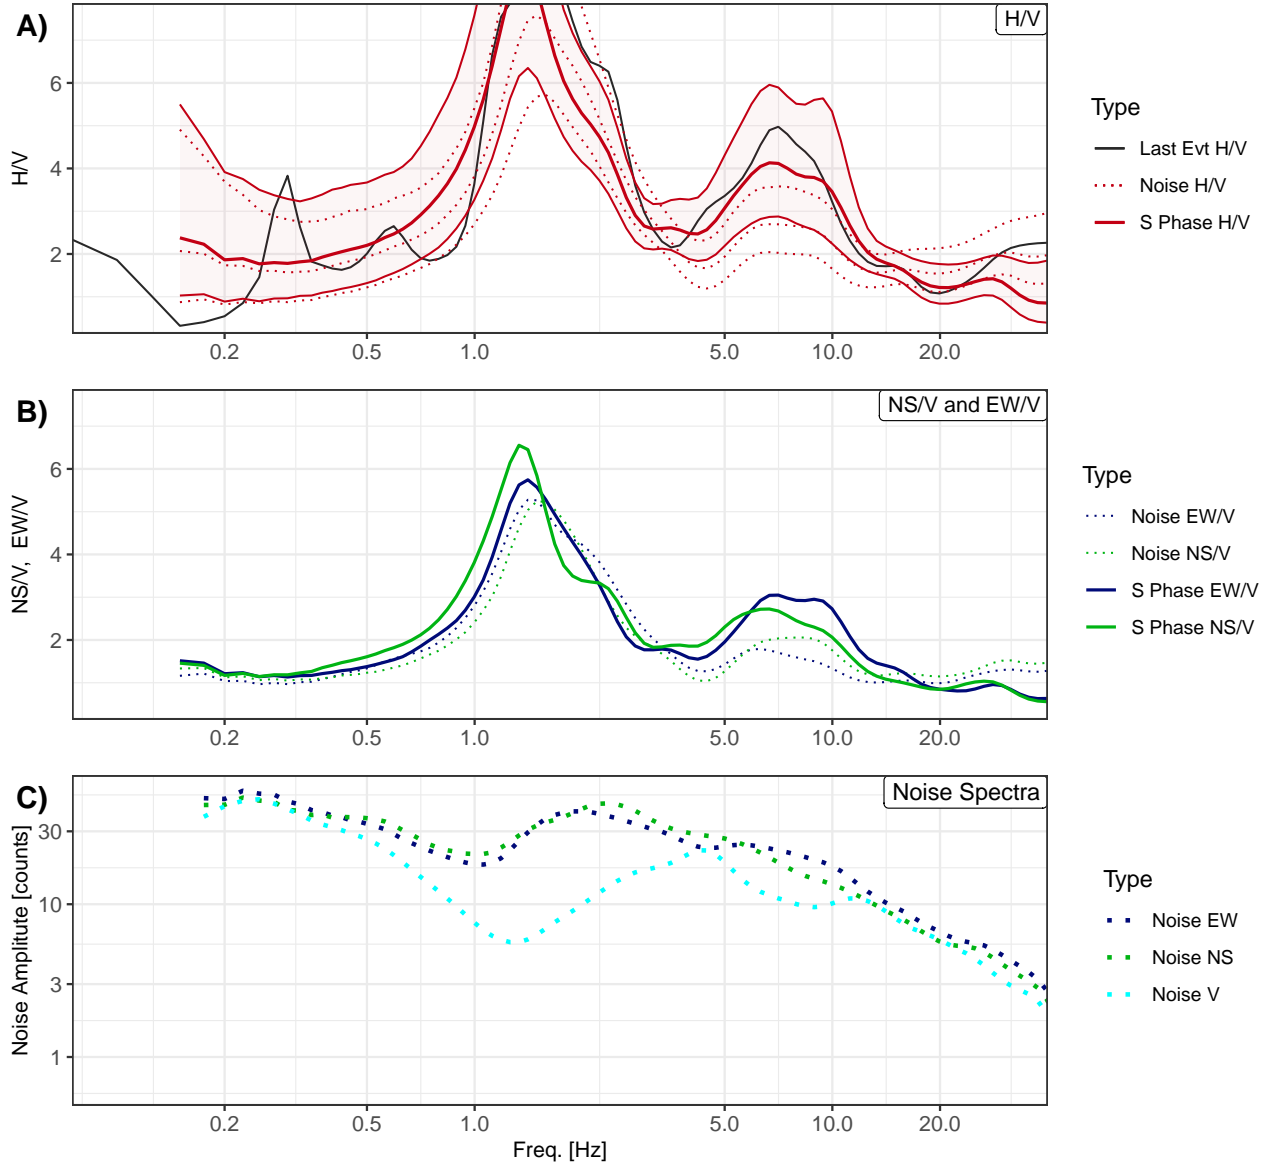 A)
H/V
6
4
2
H/V
0.2
0.5
1.0
5.0
10.0
20.0
Type
Last Evt H/V
Noise H/V
S Phase H/V
B)
NS/V and EW/V
6
4
2
NS/V,  EW/V
0.2
0.5
1.0
5.0
10.0
20.0
Type
Noise EW/V
Noise NS/V
S Phase EW/V
S Phase NS/V
C)
Noise Spectra
30
10
3
1
Noise Amplitute [counts]
0.2
0.5
1.0
5.0
10.0
20.0
Freq. [Hz]
Type
Noise EW
Noise NS
Noise V